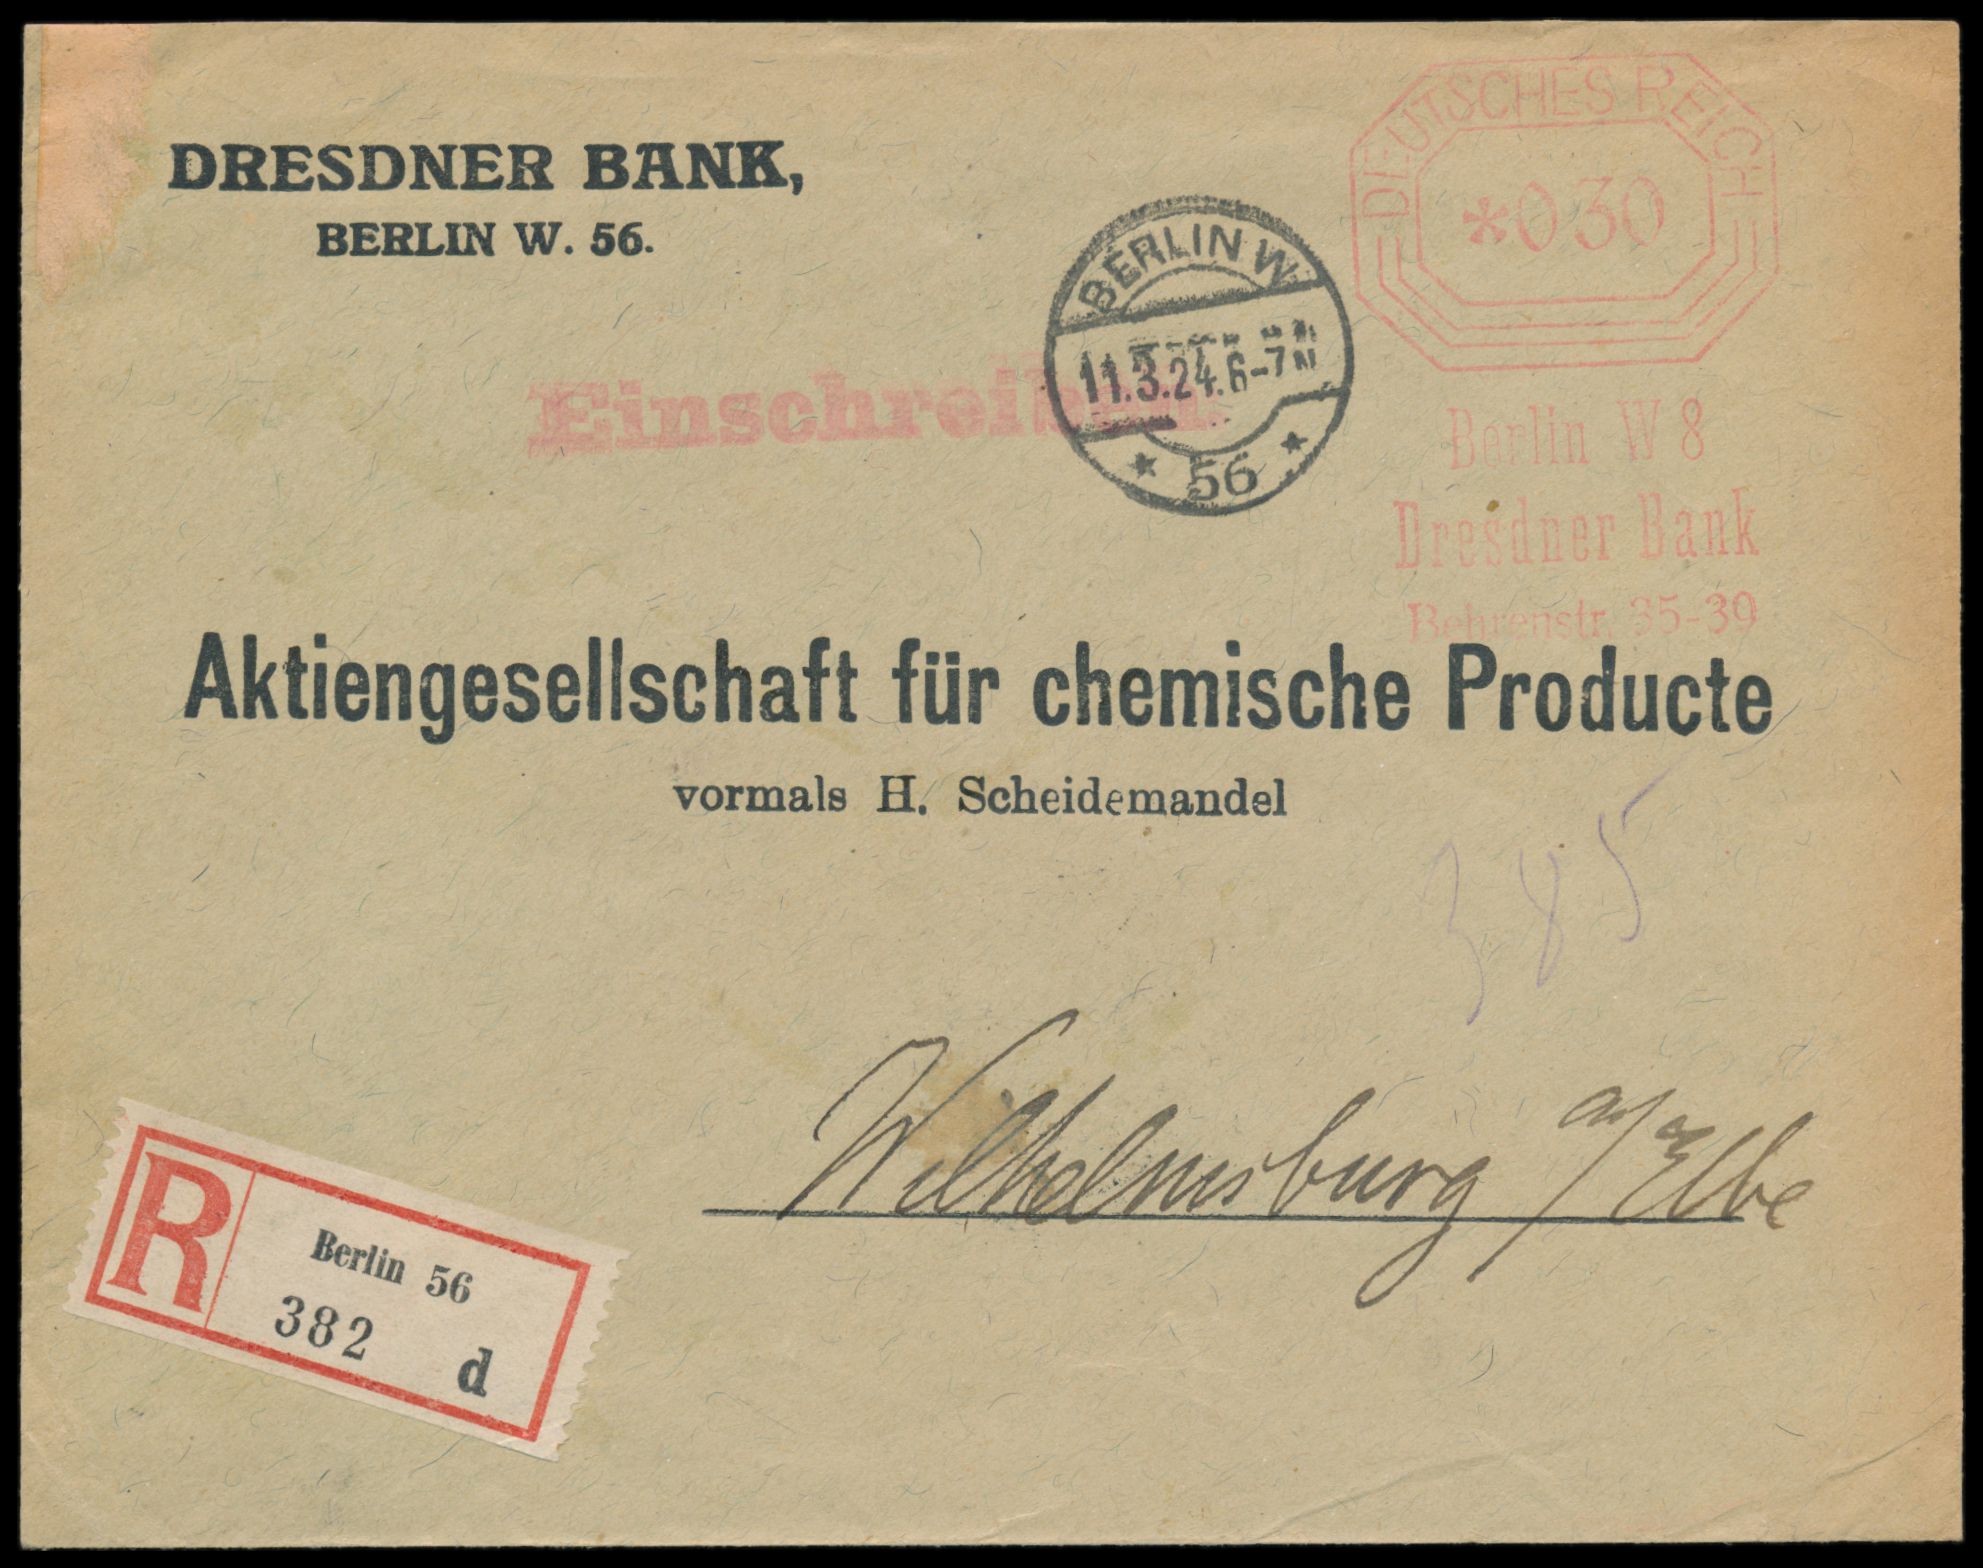 DRESDNER BANK,
BERLIN W. 56.
DEUTSCHES REICH
*030
BERLIN W.
11.3.24.6-7N
* 56 *
Einschreiben.
Berlin W 8
Dresdner Bank
Behrenstr. 35-39
Aktiengesellschaft für chemische Producte
vormals H. Scheidemandel
385
Wilhelmsburg a/Elbe
R
Berlin 56
382 d